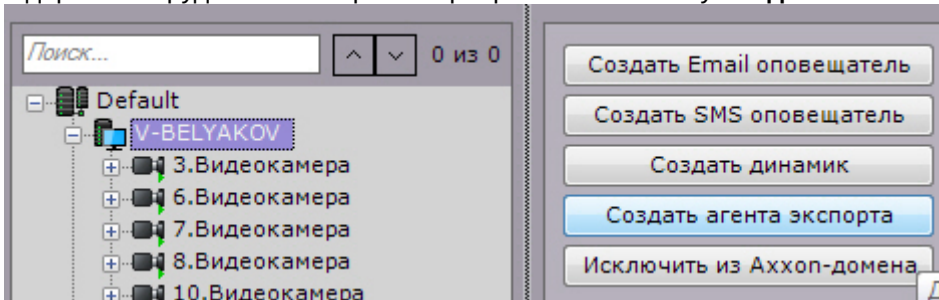 Поиск...
0 из 0
Default
V-BELYAKOV
3.Видеокамера
6.Видеокамера
7.Видеокамера
8.Видеокамера
10.Видеокамера
Создать Email оповещатель
Создать SMS оповещатель
Создать динамик
Создать агента экспорта
Исключить из Axxon-домена